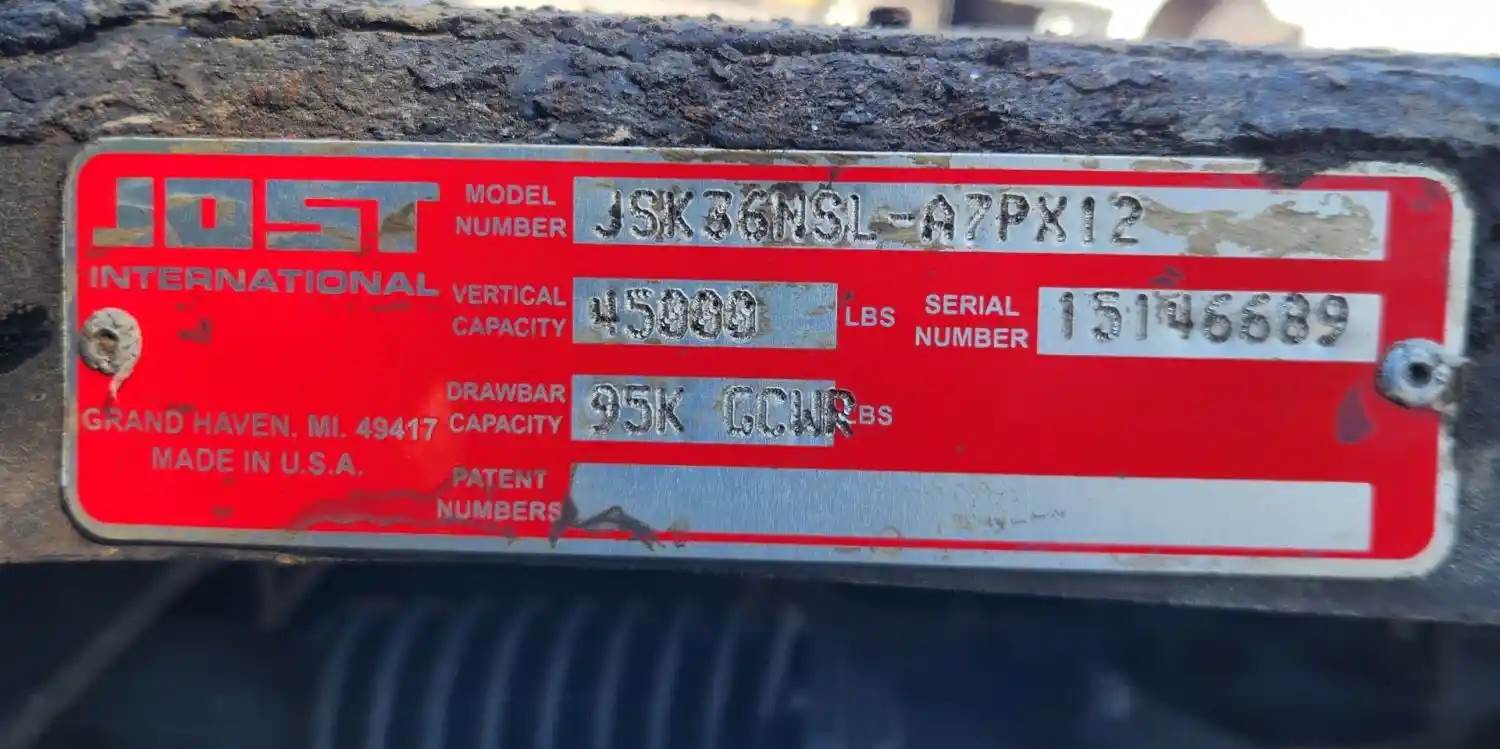 JOST
INTERNATIONAL
MODEL NUMBER JSK36NSL-A7PX12
VERTICAL CAPACITY 45000 LBS
SERIAL NUMBER 15146689
DRAWBAR CAPACITY 95K GCWR LBS
GRAND HAVEN, MI. 49417
MADE IN U.S.A.
PATENT NUMBERS